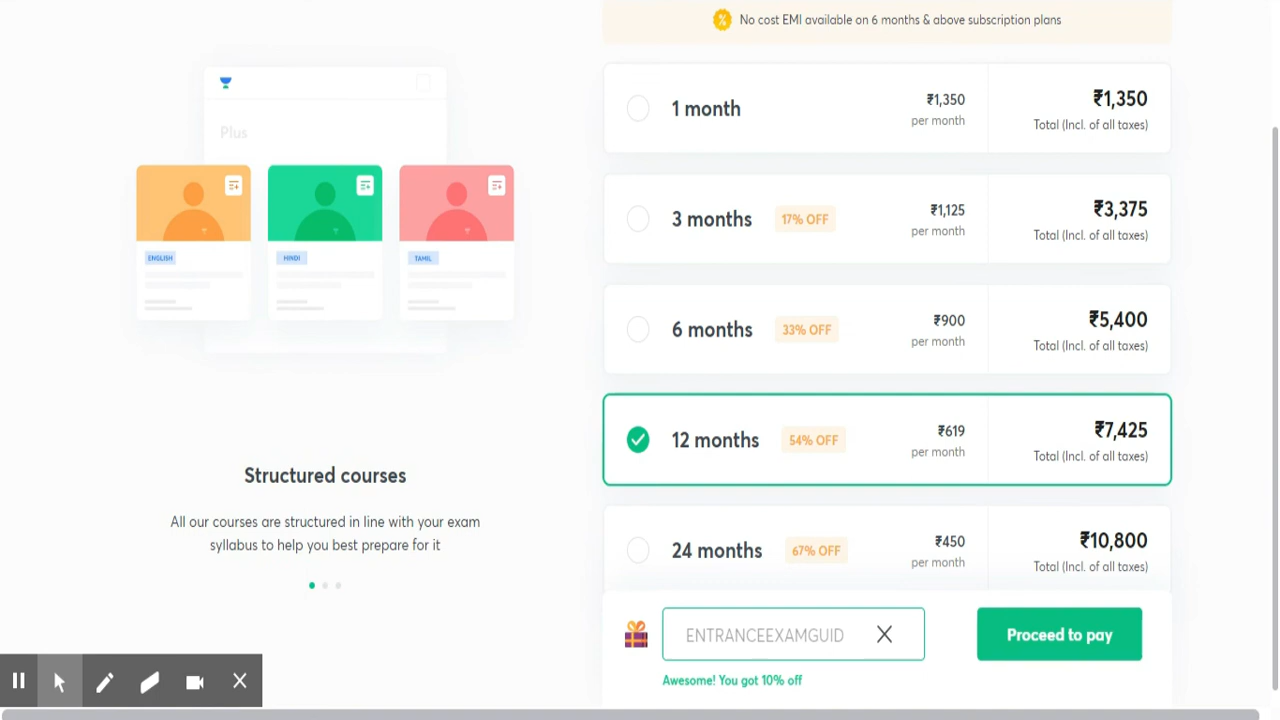 No cost EMI available on 6 months & above subscription plans
Plus
ENGLISH
HINDI
TAMIL
Structured courses
All our courses are structured in line with your exam
syllabus to help you best prepare for it
1 month
₹1,350
per month
₹1,350
Total (Incl. of all taxes)
3 months
17% OFF
₹1,125
per month
₹3,375
Total (Incl. of all taxes)
6 months
33% OFF
₹900
per month
₹5,400
Total (Incl. of all taxes)
12 months
54% OFF
₹619
per month
₹7,425
Total (Incl. of all taxes)
24 months
67% OFF
₹450
per month
₹10,800
Total (Incl. of all taxes)
ENTRANCEEXAMGUID
Proceed to pay
Awesome! You got 10% off